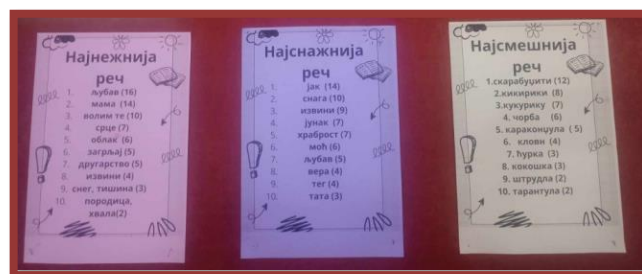 Најнежнија
реч
1. љубав (16)
2. мама (14)
3. волим те (10)
4. срце (7)
5. облак (6)
6. загрљај (5)
7. другарство (5)
8. извини (4)
9. снег, тишина (3)
10. породица,
хвала(2)
Најснажнија
реч
1. јак (14)
2. снага (10)
3. извини (9)
4. јунак (7)
5. храброст (7)
6. моћ (6)
7. љубав (5)
8. вера (4)
9. тег (4)
10. тата (3)
Најсмешнија
реч
1.скарабуџити (12)
2.кикирики (8)
3.кукурику (7)
4. чорба (6)
5. караконџула ( 5)
6. кловн (4)
7. ћурка (3)
8. кокошка (3)
9. штрудла (2)
10. тарантула (2)